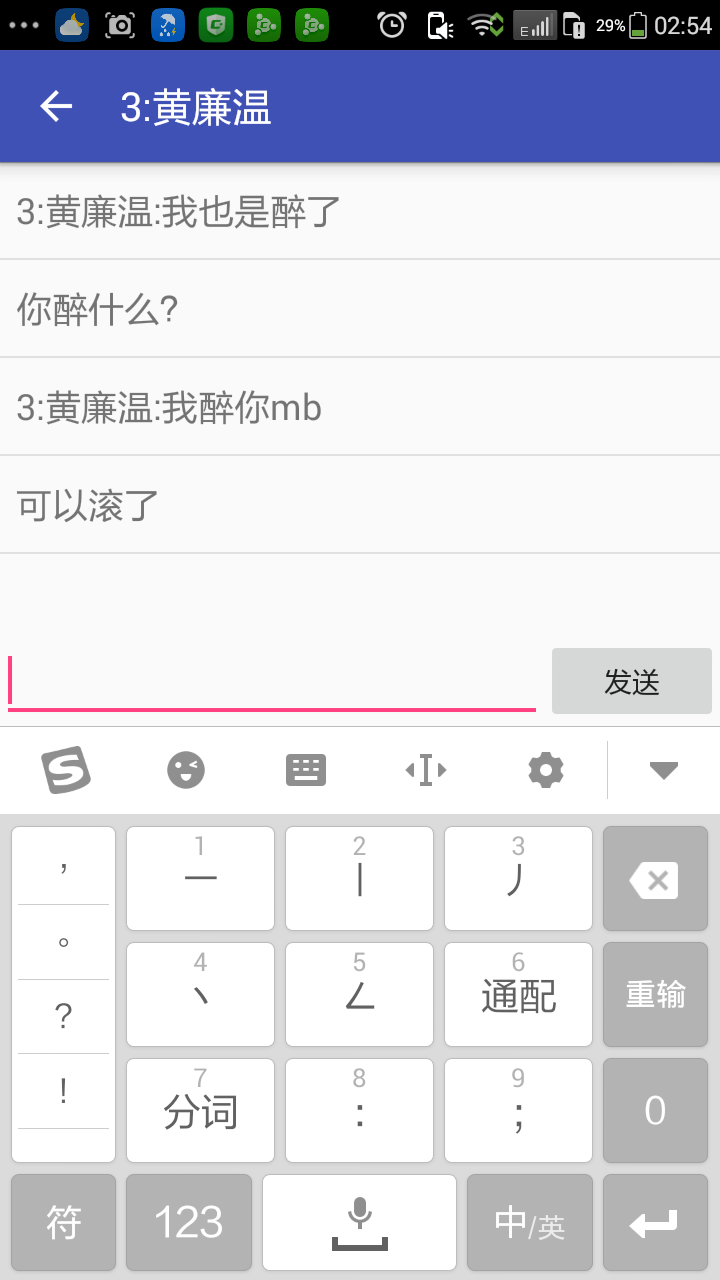 29% 02:54
3:黄廉温
3:黄廉温:我也是醉了
你醉什么?
3:黄廉温:我醉你mb
可以滚了
发送
, 1 一 2 丨 3 丿
。 4 丶 5 ㄥ 6 通配 重输
? ! 7 分词 8 : 9 ; 0
符 123 中/英